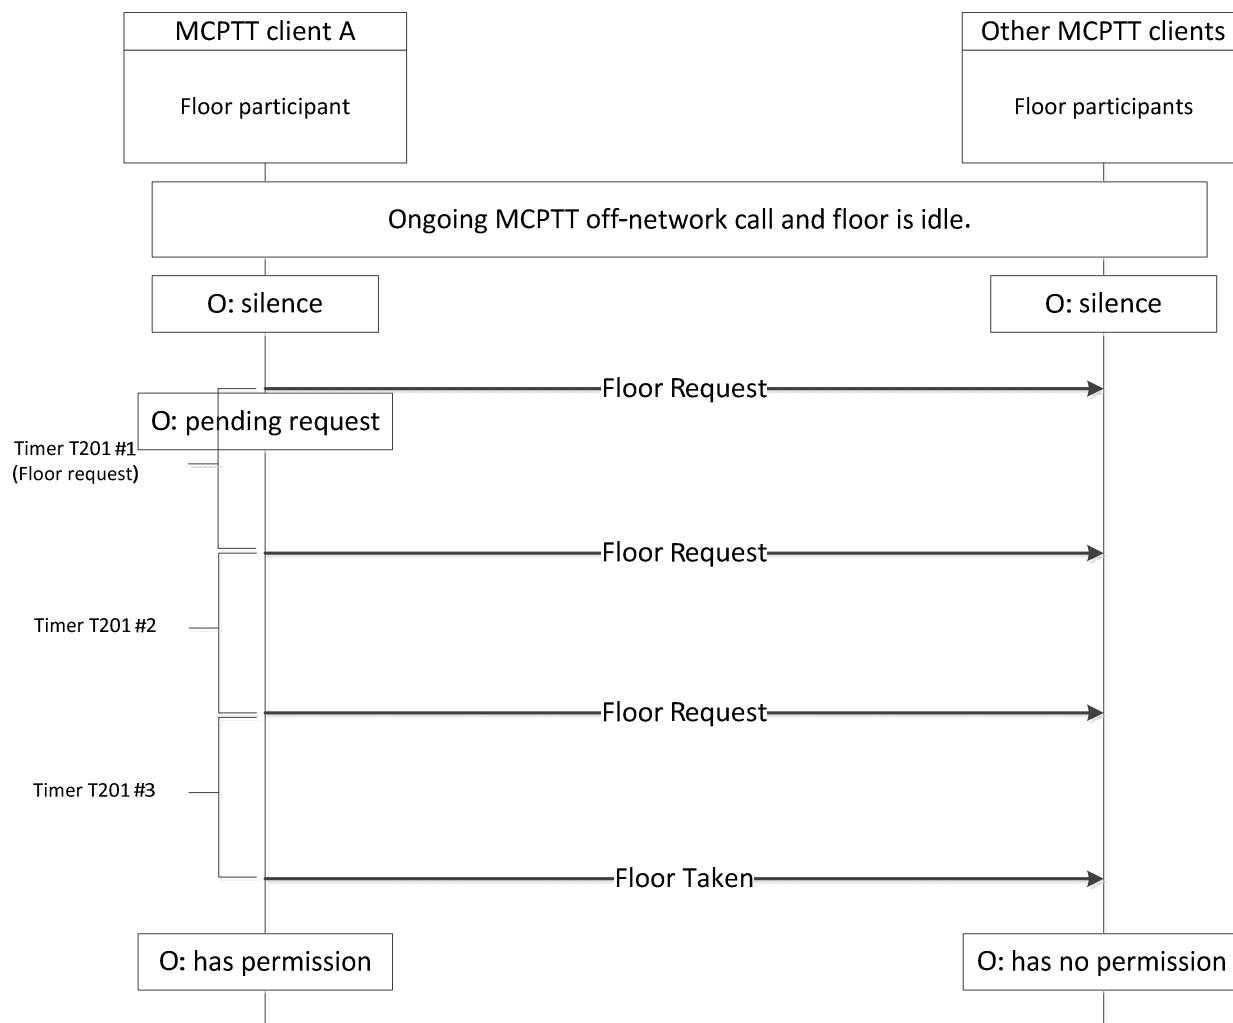 MCPTT client A
Other MCPTT clients
Floor participant
Floor participants
Ongoing MCPTT off-network call and floor is idle.
O: silence
O: silence
Floor Request
O: pending request
Timer T201 #1
(Floor request)
Floor Request
Timer T201 #2
Floor Request
Timer T201 #3
Floor Taken
O: has permission
O: has no permission